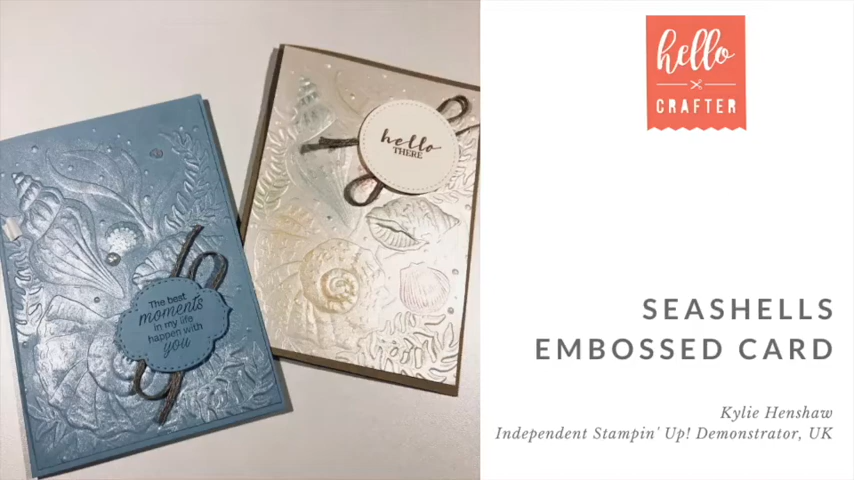 hello
CRAFTER
hello
THERE
The best
moments
in my life
happen with
you
SEASHELLS
EMBOSSED CARD
Kylie Henshaw
Independent Stampin' Up! Demonstrator, UK